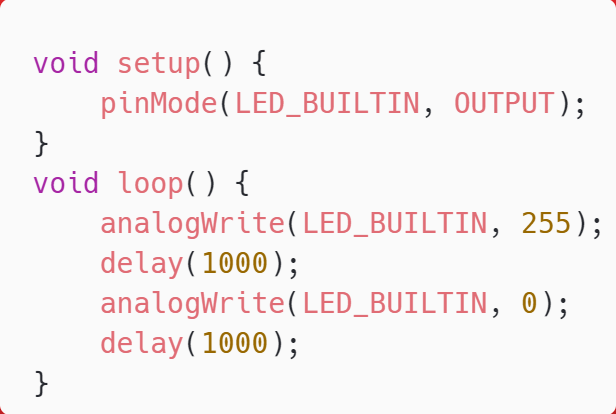 void setup() {
    pinMode(LED_BUILTIN, OUTPUT);
}
void loop() {
    analogWrite(LED_BUILTIN, 255);
    delay(1000);
    analogWrite(LED_BUILTIN, 0);
    delay(1000);
}